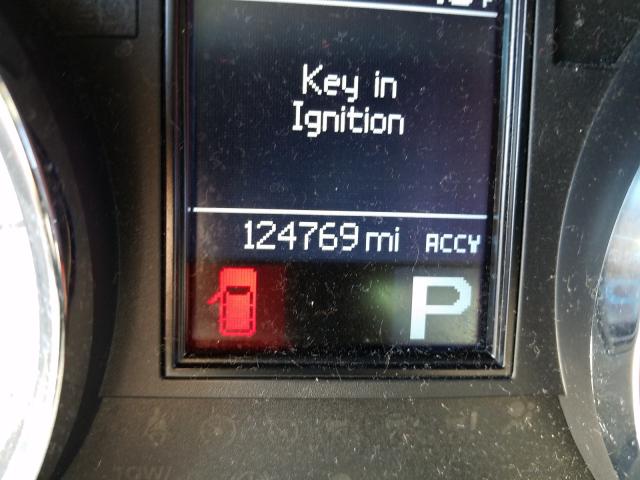 Key in
Ignition
124769 mi ACCY
P